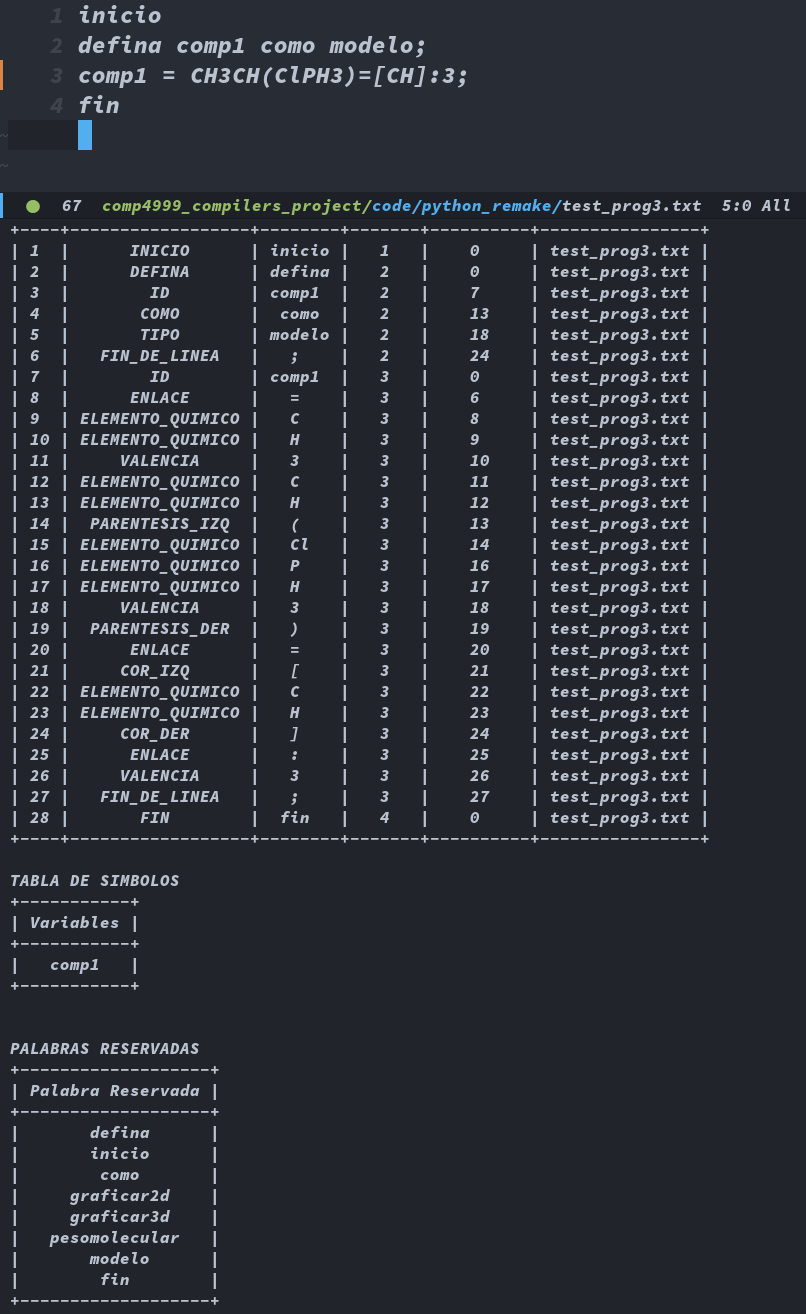 1 inicio
2 defina comp1 como modelo;
3 comp1 = CH3CH(ClPH3)=[CH]:3;
4 fin
~
~
67 comp4999_compilers_project/code/python_remake/test_prog3.txt 5:0 All
+----+------------------+--------+-------+----------+----------------+
| 1  |      INICIO      | inicio |   1   |    0     | test_prog3.txt |
| 2  |      DEFINA      | defina |   2   |    0     | test_prog3.txt |
| 3  |        ID        | comp1  |   2   |    7     | test_prog3.txt |
| 4  |       COMO       |  como  |   2   |    13    | test_prog3.txt |
| 5  |       TIPO       | modelo |   2   |    18    | test_prog3.txt |
| 6  |   FIN_DE_LINEA   |   ;    |   2   |    24    | test_prog3.txt |
| 7  |        ID        | comp1  |   3   |    0     | test_prog3.txt |
| 8  |      ENLACE      |   =    |   3   |    6     | test_prog3.txt |
| 9  | ELEMENTO_QUIMICO |   C    |   3   |    8     | test_prog3.txt |
| 10 | ELEMENTO_QUIMICO |   H    |   3   |    9     | test_prog3.txt |
| 11 |     VALENCIA     |   3    |   3   |    10    | test_prog3.txt |
| 12 | ELEMENTO_QUIMICO |   C    |   3   |    11    | test_prog3.txt |
| 13 | ELEMENTO_QUIMICO |   H    |   3   |    12    | test_prog3.txt |
| 14 |  PARENTESIS_IZQ  |   (    |   3   |    13    | test_prog3.txt |
| 15 | ELEMENTO_QUIMICO |   Cl   |   3   |    14    | test_prog3.txt |
| 16 | ELEMENTO_QUIMICO |   P    |   3   |    16    | test_prog3.txt |
| 17 | ELEMENTO_QUIMICO |   H    |   3   |    17    | test_prog3.txt |
| 18 |     VALENCIA     |   3    |   3   |    18    | test_prog3.txt |
| 19 |  PARENTESIS_DER  |   )    |   3   |    19    | test_prog3.txt |
| 20 |      ENLACE      |   =    |   3   |    20    | test_prog3.txt |
| 21 |     COR_IZQ      |   [    |   3   |    21    | test_prog3.txt |
| 22 | ELEMENTO_QUIMICO |   C    |   3   |    22    | test_prog3.txt |
| 23 | ELEMENTO_QUIMICO |   H    |   3   |    23    | test_prog3.txt |
| 24 |     COR_DER      |   ]    |   3   |    24    | test_prog3.txt |
| 25 |      ENLACE      |   :    |   3   |    25    | test_prog3.txt |
| 26 |     VALENCIA     |   3    |   3   |    26    | test_prog3.txt |
| 27 |   FIN_DE_LINEA   |   ;    |   3   |    27    | test_prog3.txt |
| 28 |       FIN        |  fin   |   4   |    0     | test_prog3.txt |
+----+------------------+--------+-------+----------+----------------+
TABLA DE SIMBOLOS
+-----------+
| Variables |
+-----------+
|   comp1   |
+-----------+
PALABRAS RESERVADAS
+-------------------+
| Palabra Reservada |
+-------------------+
|       defina      |
|       inicio      |
|        como       |
|     graficar2d    |
|     graficar3d    |
|   pesomolecular   |
|       modelo      |
|        fin        |
+-------------------+